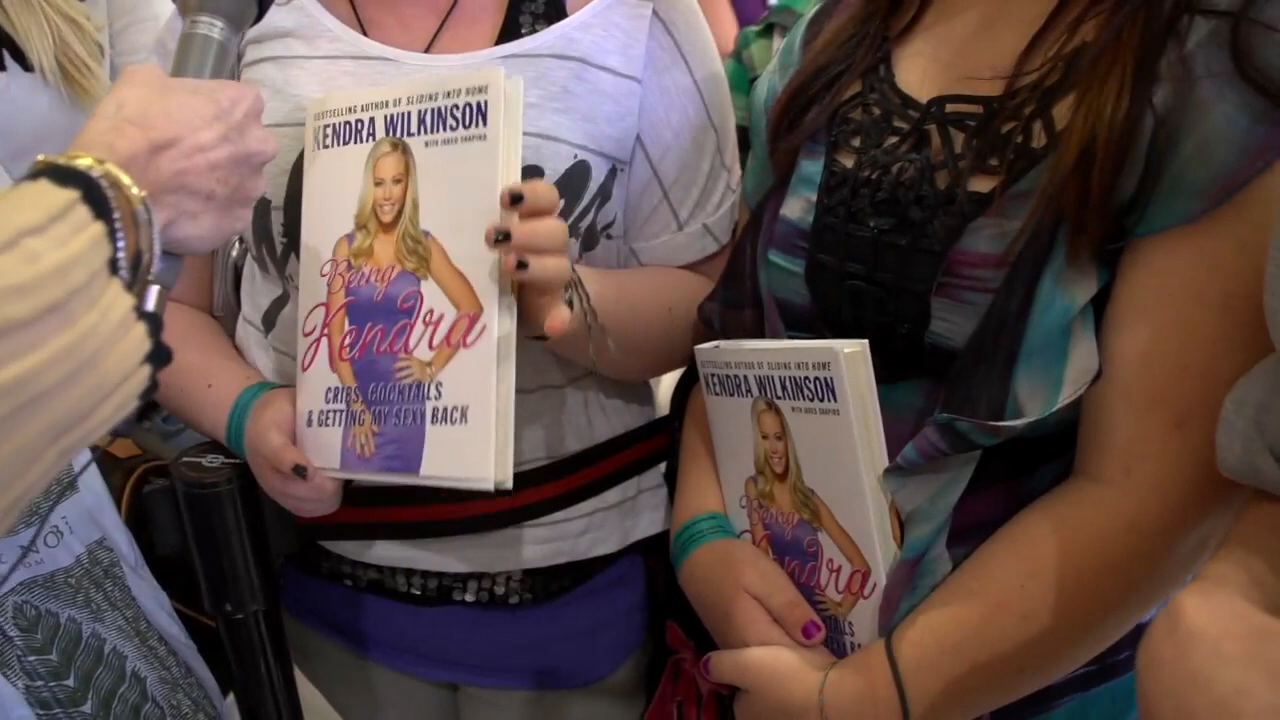 BESTSELLING AUTHOR OF SLIDING INTO HOME
KENDRA WILKINSON
WITH JARED SHAPIRO
Being
Kendra
CRIBS, COCKTAILS
& GETTING MY SEXY BACK
BESTSELLING AUTHOR OF SLIDING INTO HOME
KENDRA WILKINSON
WITH JARED SHAPIRO
Being
Kendra